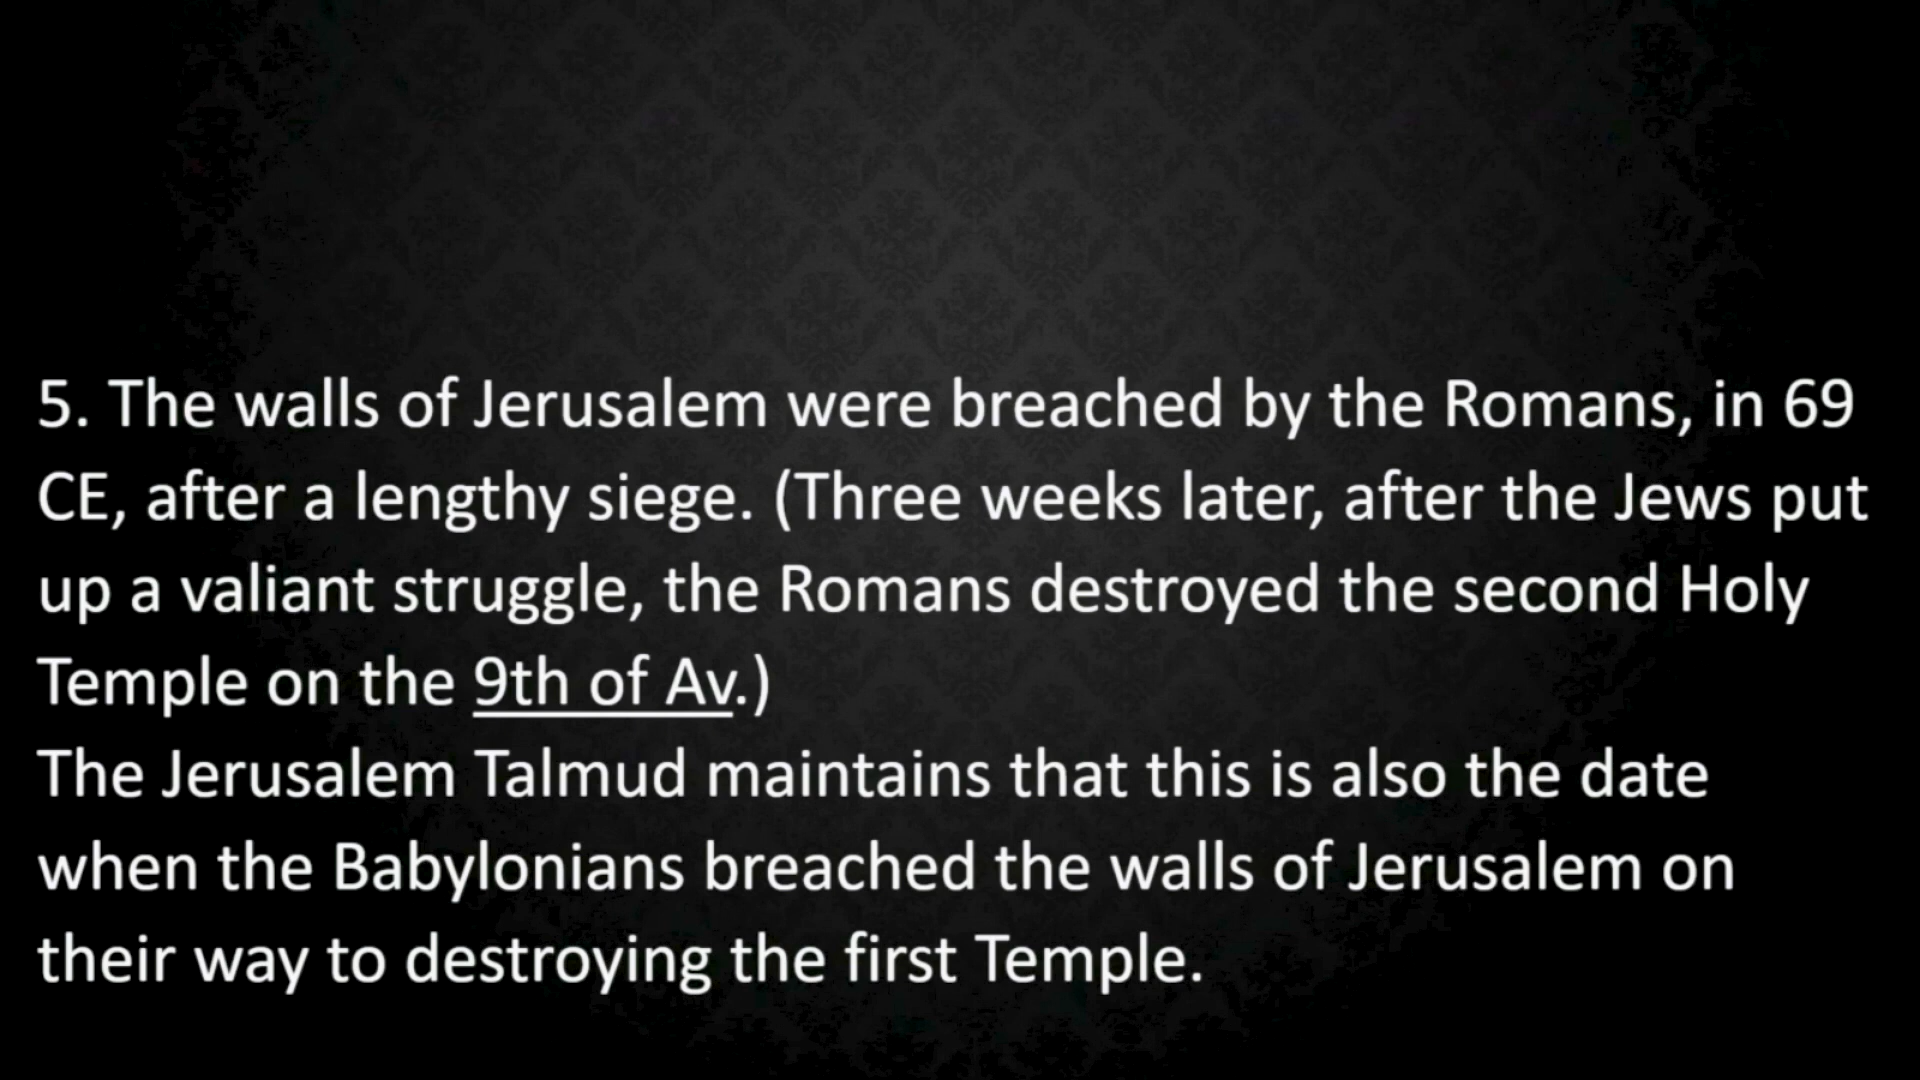 5. The walls of Jerusalem were breached by the Romans, in 69
CE, after a lengthy siege. (Three weeks later, after the Jews put
up a valiant struggle, the Romans destroyed the second Holy
Temple on the 9th of Av.)
The Jerusalem Talmud maintains that this is also the date
when the Babylonians breached the walls of Jerusalem on
their way to destroying the first Temple.